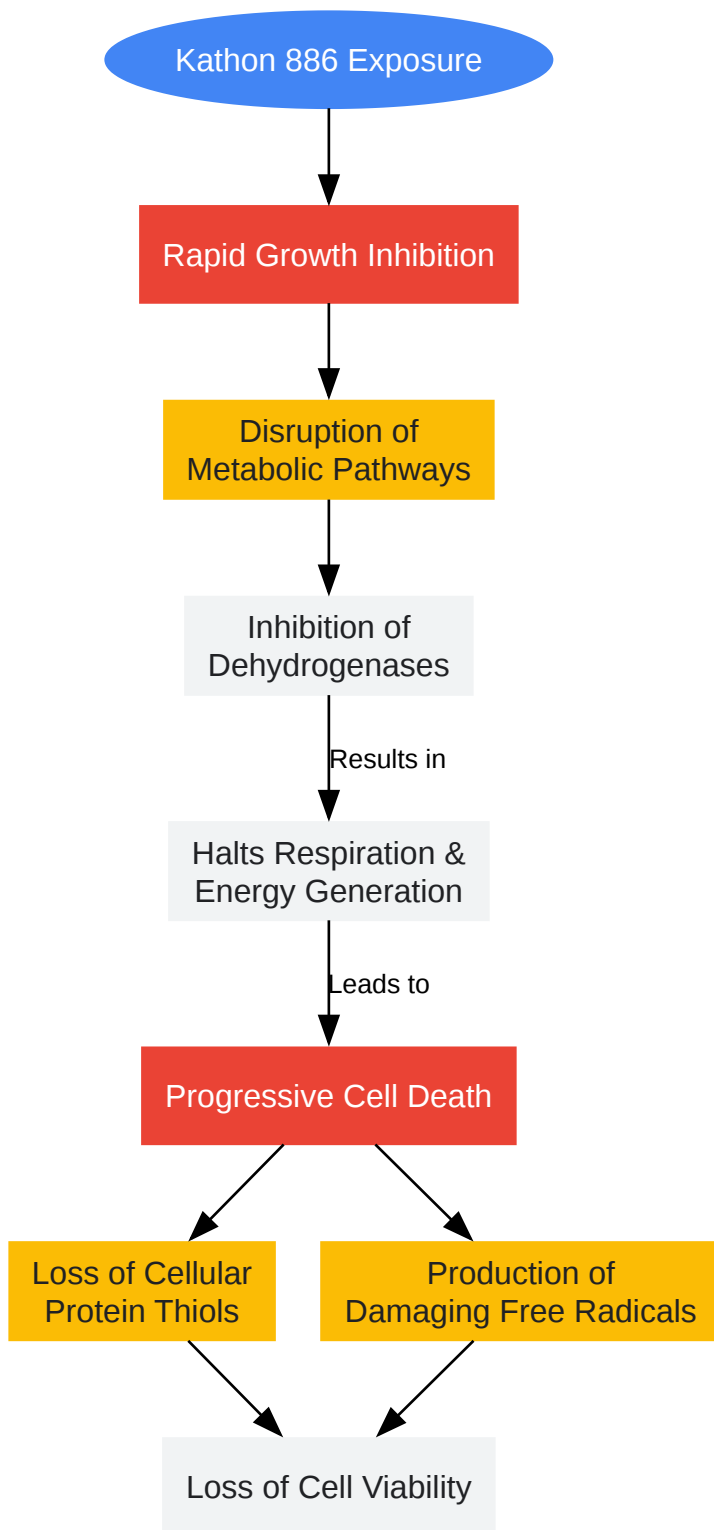 Kathon 886 Exposure
Rapid Growth Inhibition
Disruption of
Metabolic Pathways
Inhibition of
Dehydrogenases
Results in
Halts Respiration &
Energy Generation
Leads to
Progressive Cell Death
Loss of Cellular
Protein Thiols
Production of
Damaging Free Radicals
Loss of Cell Viability